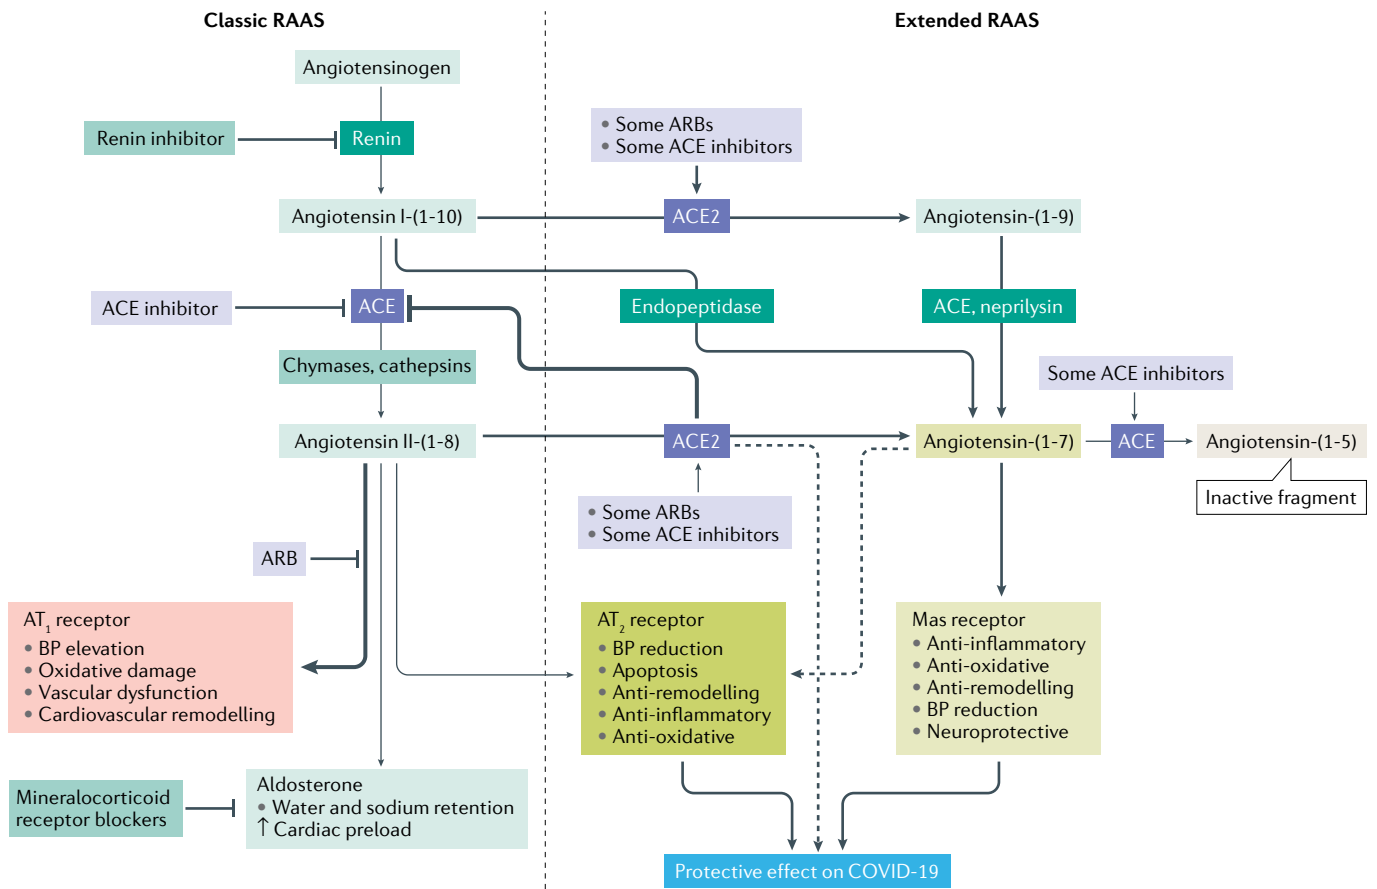 Classic RAAS
Extended RAAS
Angiotensinogen
Renin inhibitor
Renin
• Some ARBs
• Some ACE inhibitors
Angiotensin I-(1-10)
ACE2
Angiotensin-(1-9)
ACE inhibitor
ACE
Endopeptidase
ACE, neprilysin
Chymases, cathepsins
Some ACE inhibitors
Angiotensin II-(1-8)
ACE2
Angiotensin-(1-7)
ACE
Angiotensin-(1-5)
Inactive fragment
• Some ARBs
• Some ACE inhibitors
ARB
AT1 receptor
• BP elevation
• Oxidative damage
• Vascular dysfunction
• Cardiovascular remodelling
AT2 receptor
• BP reduction
• Apoptosis
• Anti-remodelling
• Anti-inflammatory
• Anti-oxidative
Mas receptor
• Anti-inflammatory
• Anti-oxidative
• Anti-remodelling
• BP reduction
• Neuroprotective
Mineralocorticoid
receptor blockers
Aldosterone
• Water and sodium retention
↑ Cardiac preload
Protective effect on COVID-19